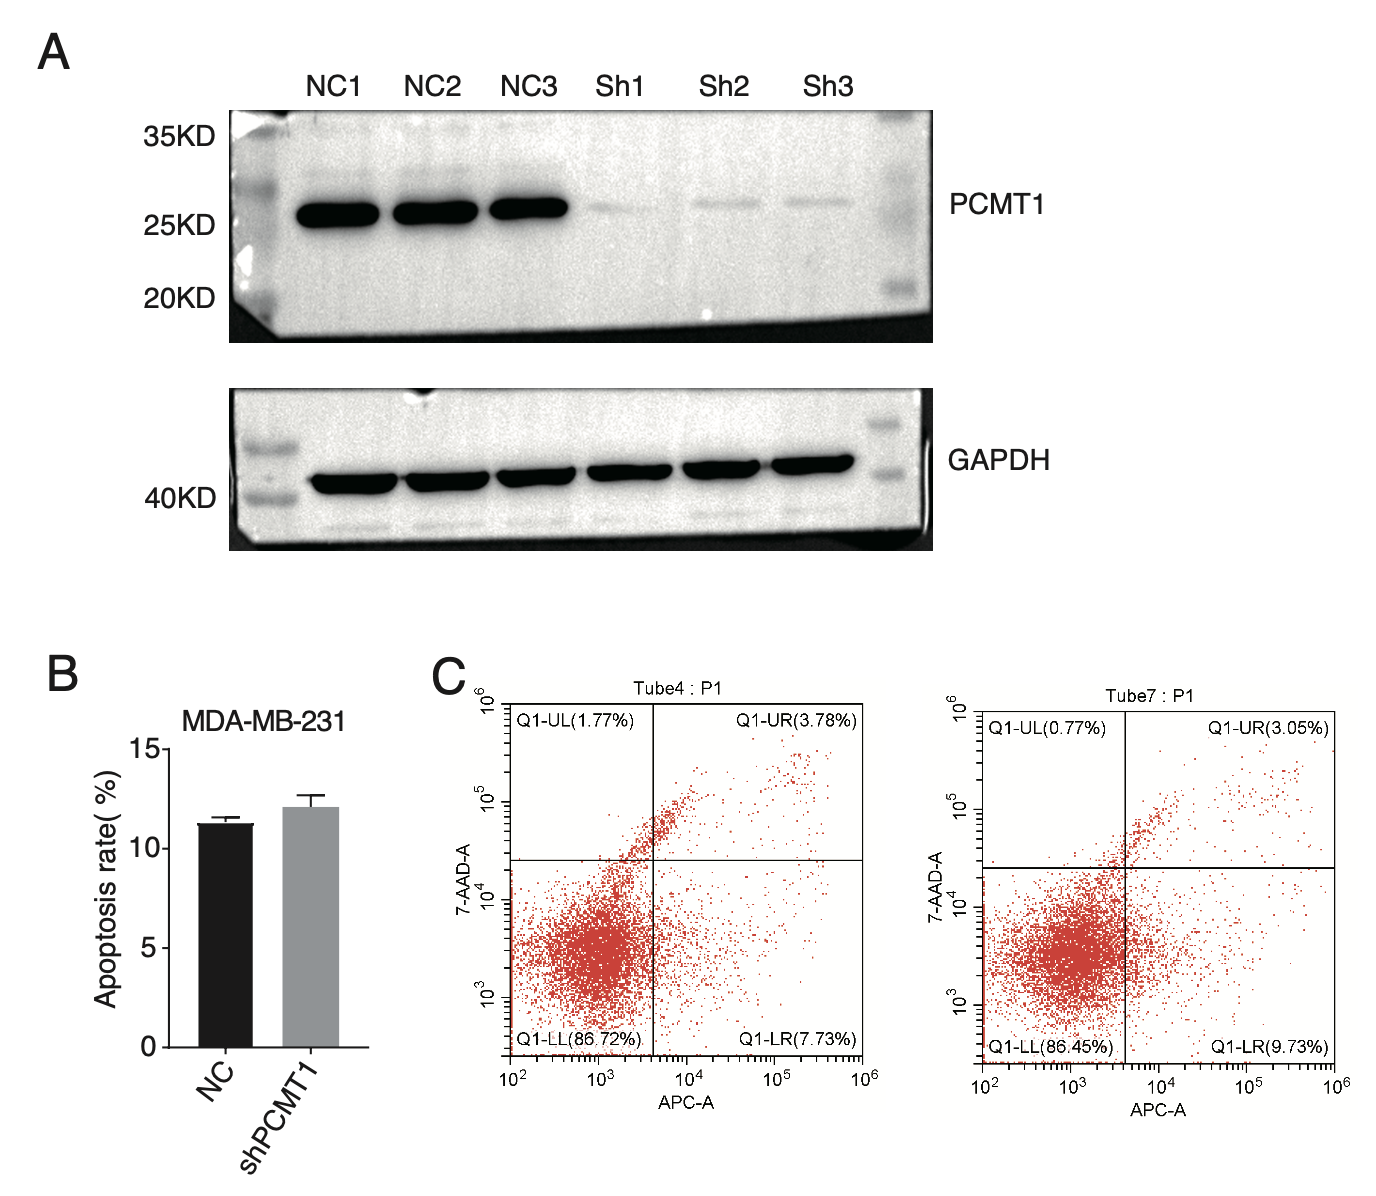 A
NC1 NC2 NC3 Sh1 Sh2 Sh3
35KD
25KD
20KD
PCMT1
40KD
GAPDH
B
MDA-MB-231
Apoptosis rate( %)
15
10
5
0
NC
shPCMT1
C
Tube4 : P1
Q1-UL(1.77%)
Q1-UR(3.78%)
Q1-LL(86.72%)
Q1-LR(7.73%)
7-AAD-A
10^6
10^5
10^4
10^3
10^2 10^3 10^4 10^5 10^6
APC-A
Tube7 : P1
Q1-UL(0.77%)
Q1-UR(3.05%)
Q1-LL(86.45%)
Q1-LR(9.73%)
7-AAD-A
10^6
10^5
10^4
10^3
10^2 10^3 10^4 10^5 10^6
APC-A